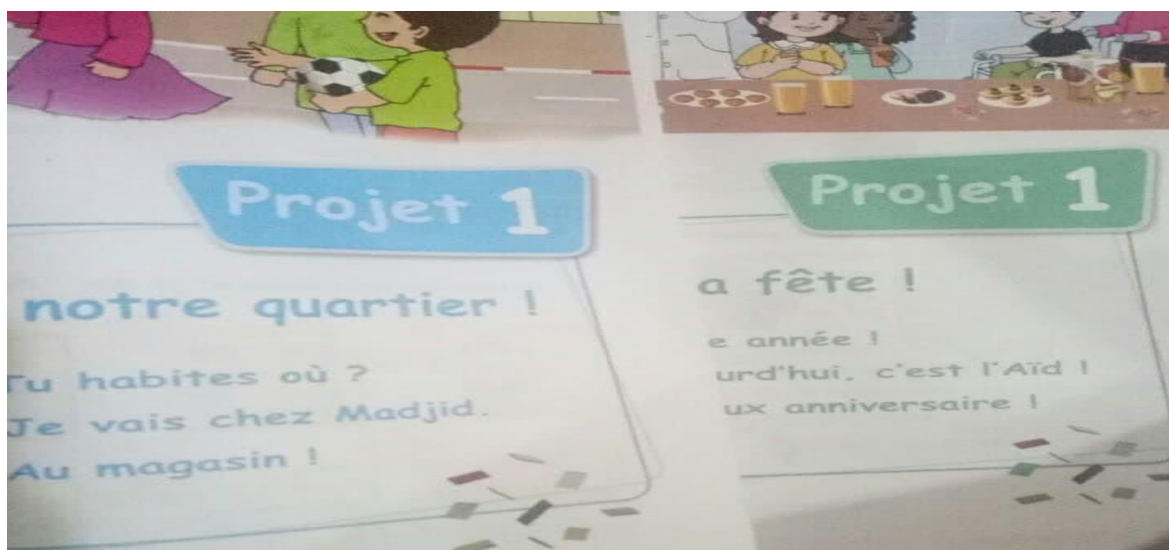 Projet 1
notre quartier !
Tu habites où ?
Je vais chez Madjid.
Au magasin !
Projet 1
a fête !
e année !
urd'hui, c'est l'Aïd !
ux anniversaire !